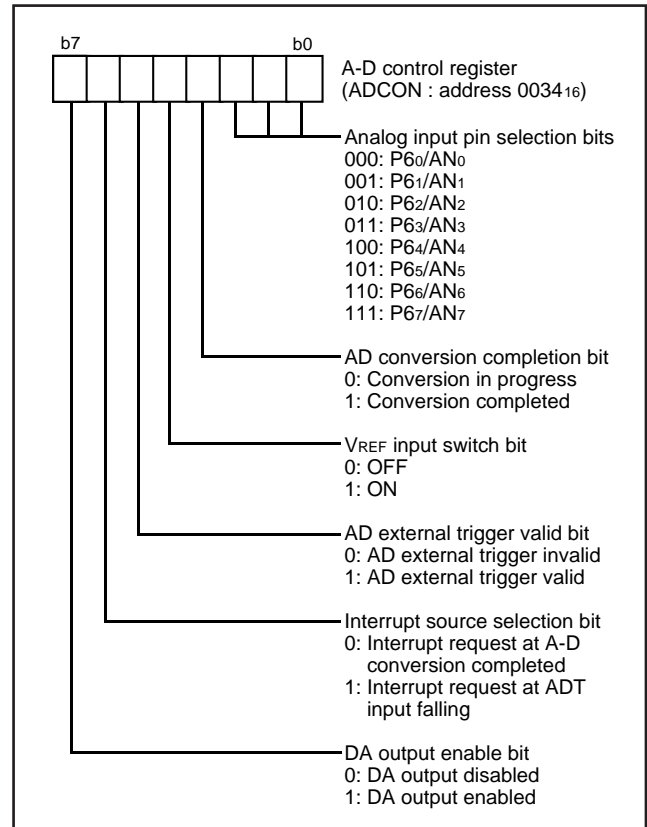 b7 b0
A-D control register
(ADCON : address 003416)
Analog input pin selection bits
000: P60/AN0
001: P61/AN1
010: P62/AN2
011: P63/AN3
100: P64/AN4
101: P65/AN5
110: P66/AN6
111: P67/AN7
AD conversion completion bit
0: Conversion in progress
1: Conversion completed
VREF input switch bit
0: OFF
1: ON
AD external trigger valid bit
0: AD external trigger invalid
1: AD external trigger valid
Interrupt source selection bit
0: Interrupt request at A-D
conversion completed
1: Interrupt request at ADT
input falling
DA output enable bit
0: DA output disabled
1: DA output enabled